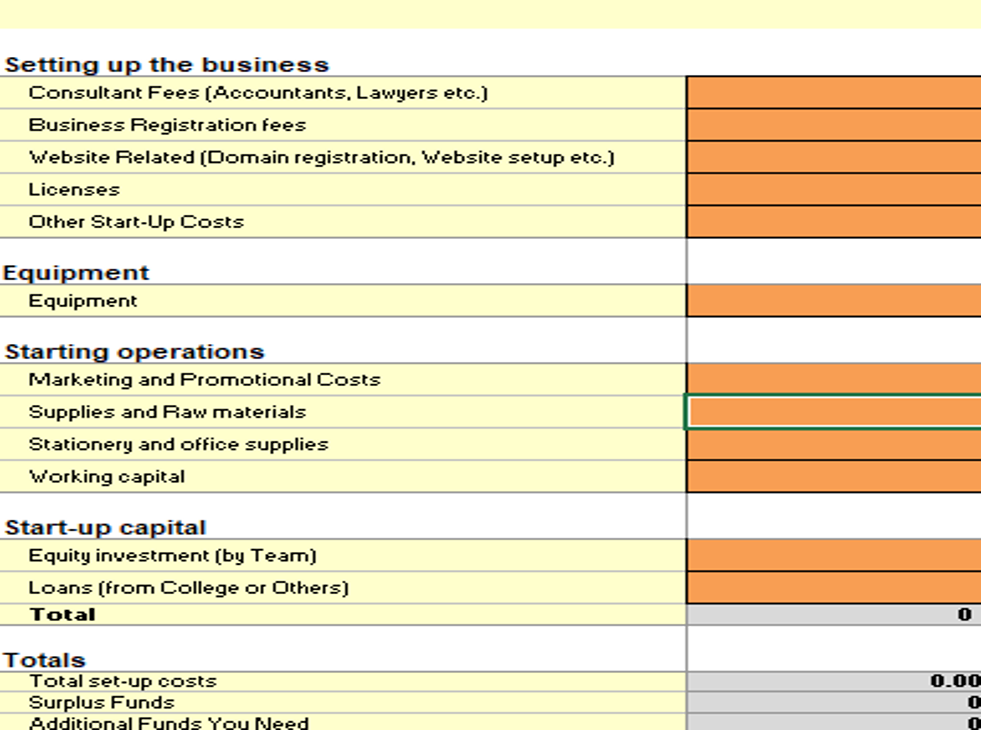 Setting up the business
Consultant Fees (Accountants, Lawyers etc.)
Business Registration fees
Website Related (Domain registration, Website setup etc.)
Licenses
Other Start-Up Costs
Equipment
Equipment
Starting operations
Marketing and Promotional Costs
Supplies and Raw materials
Stationery and office supplies
Working capital
Start-up capital
Equity investment (by Team)
Loans (from College or Others)
Total 0
Totals
Total set-up costs 0.00
Surplus Funds 0
Additional Funds You Need 0